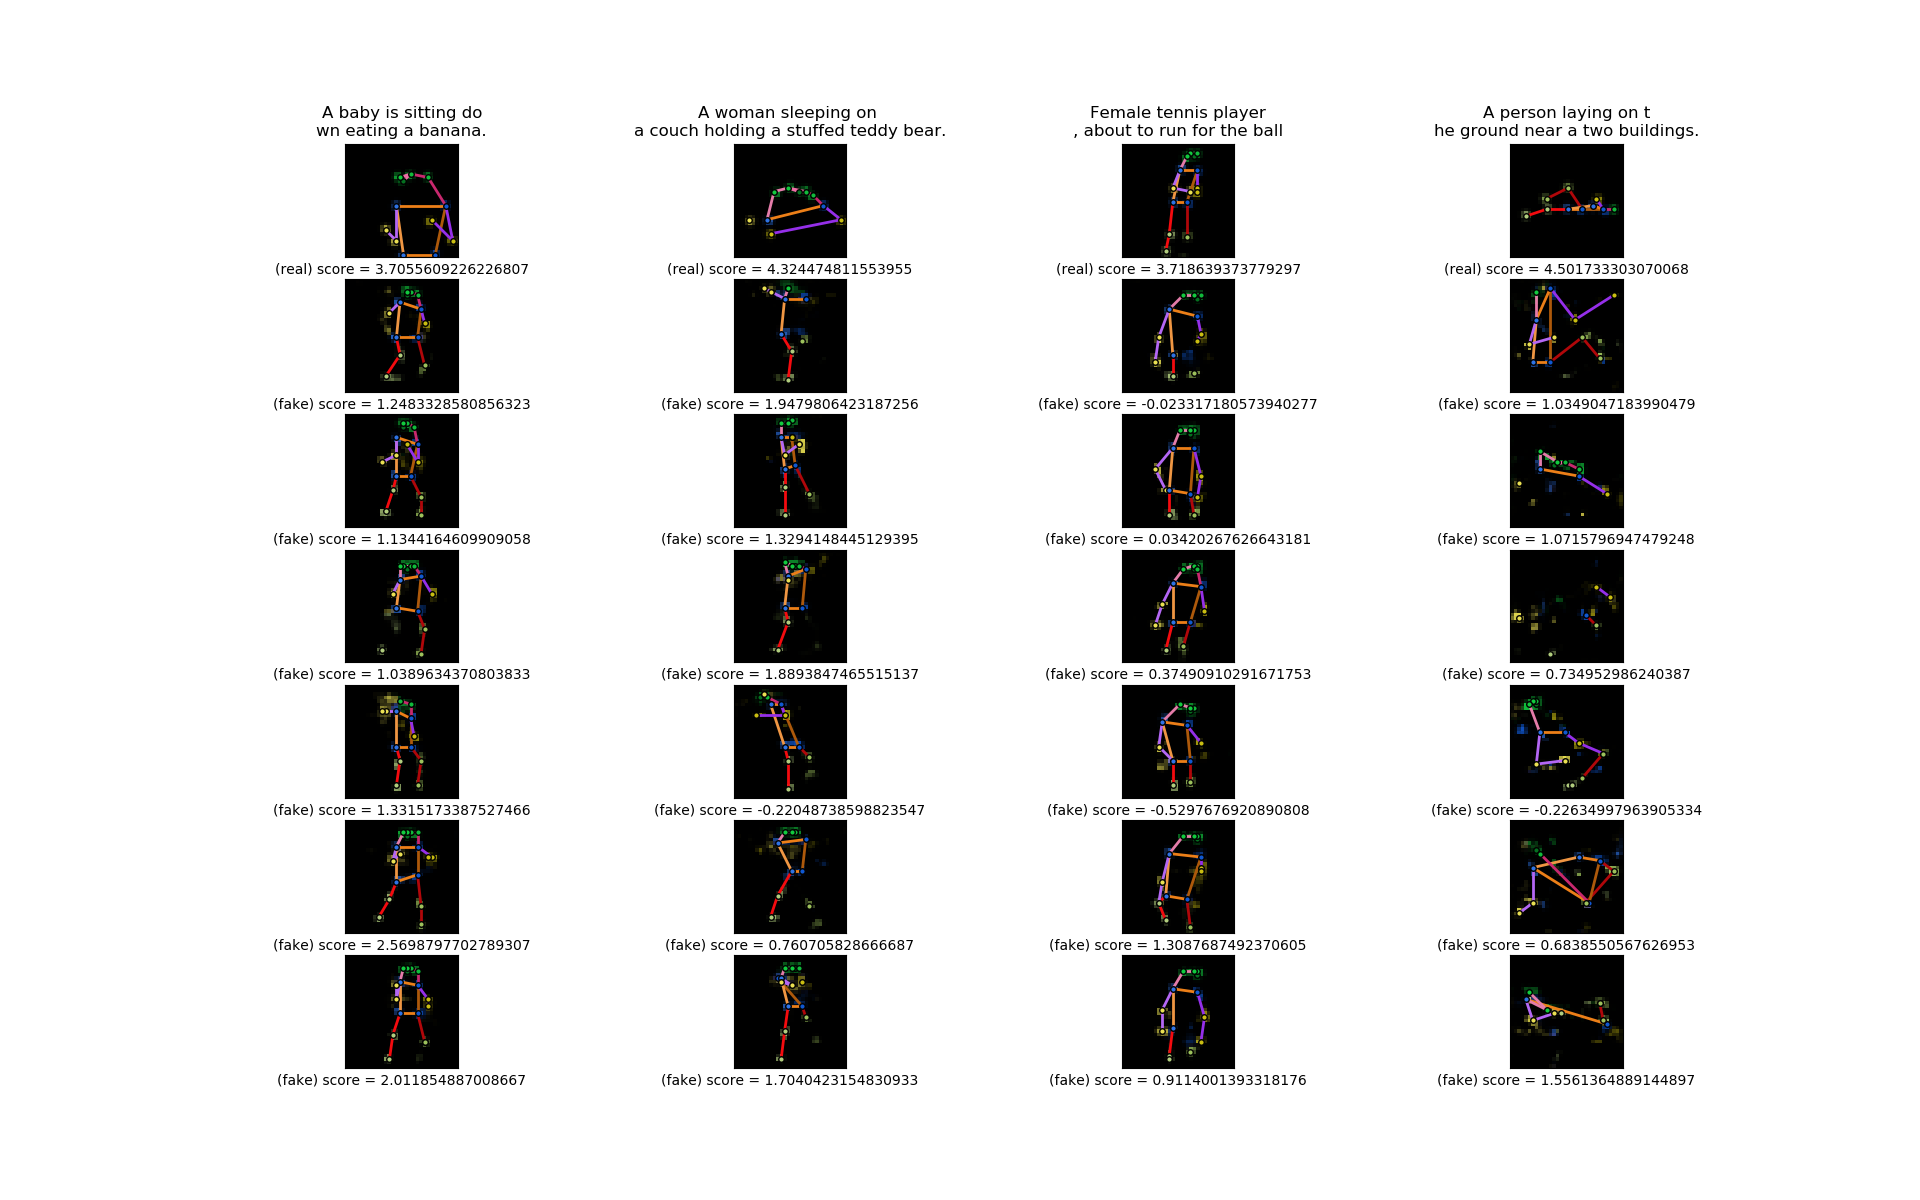 A baby is sitting do
wn eating a banana.
A woman sleeping on
a couch holding a stuffed teddy bear.
Female tennis player
, about to run for the ball
A person laying on t
he ground near a two buildings.
(real) score = 3.7055609226226807
(real) score = 4.324474811553955
(real) score = 3.718639373779297
(real) score = 4.501733303070068
(fake) score = 1.2483328580856323
(fake) score = 1.9479806423187256
(fake) score = -0.023317180573940277
(fake) score = 1.0349047183990479
(fake) score = 1.1344164609909058
(fake) score = 1.3294148445129395
(fake) score = 0.03420267626643181
(fake) score = 1.0715796947479248
(fake) score = 1.0389634370803833
(fake) score = 1.8893847465515137
(fake) score = 0.37490910291671753
(fake) score = 0.734952986240387
(fake) score = 1.3315173387527466
(fake) score = -0.22048738598823547
(fake) score = -0.5297676920890808
(fake) score = -0.22634997963905334
(fake) score = 2.5698797702789307
(fake) score = 0.760705828666687
(fake) score = 1.3087687492370605
(fake) score = 0.6838550567626953
(fake) score = 2.011854887008667
(fake) score = 1.7040423154830933
(fake) score = 0.9114001393318176
(fake) score = 1.5561364889144897